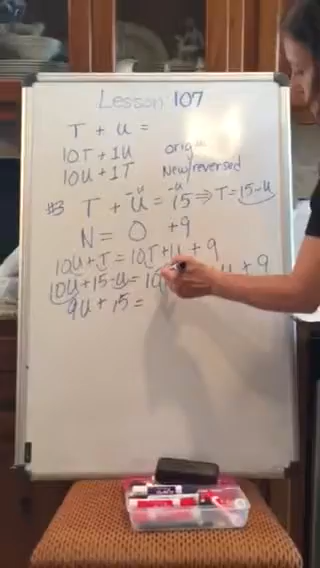 Lesson 107
T + u =
10T + 1u orig
10u + 1T New/reversed
#3 T + u = 15 ⇒ T = 15 - u
-u -u
N = O + 9
10u + T = 10T + u + 9
10u + 15 - u = 10 u + 9
9u + 15 =